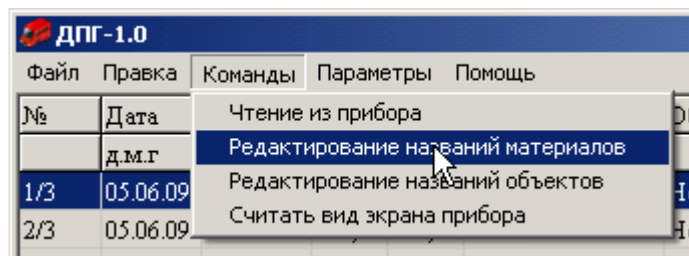 ДПГ-1.0
Файл Правка Команды Параметры Помощь
№ Дата
Чтение из прибора
д.м.г
Редактирование названий материалов
1/3 05.06.09
Редактирование названий объектов
2/3 05.06.09
Считать вид экрана прибора